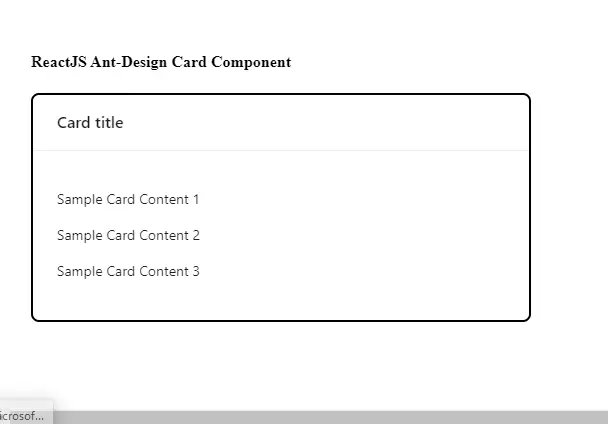 ReactJS Ant-Design Card Component
Card title
Sample Card Content 1
Sample Card Content 2
Sample Card Content 3
icrosof...